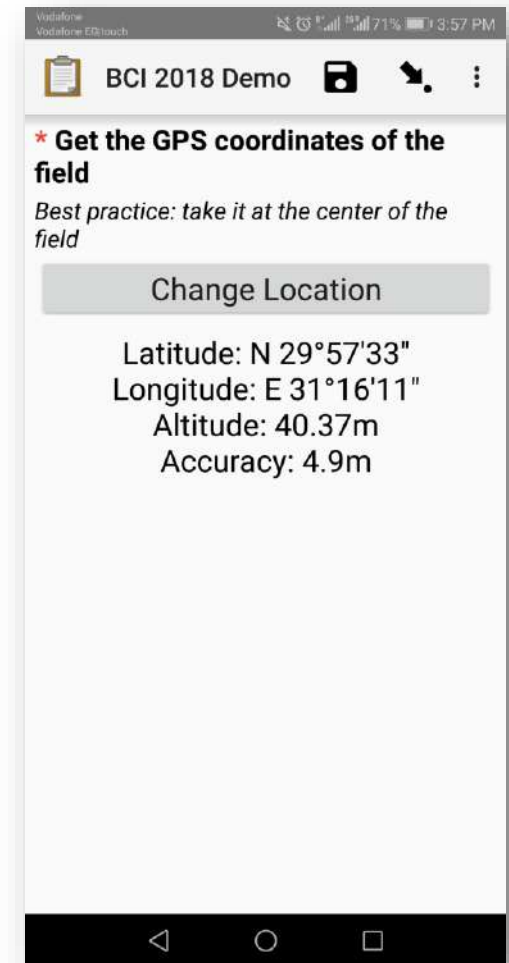 Vodafone
Vodafone EG|touch
71% 3:57 PM
BCI 2018 Demo
* Get the GPS coordinates of the
field
Best practice: take it at the center of the
field
Change Location
Latitude: N 29°57'33"
Longitude: E 31°16'11"
Altitude: 40.37m
Accuracy: 4.9m